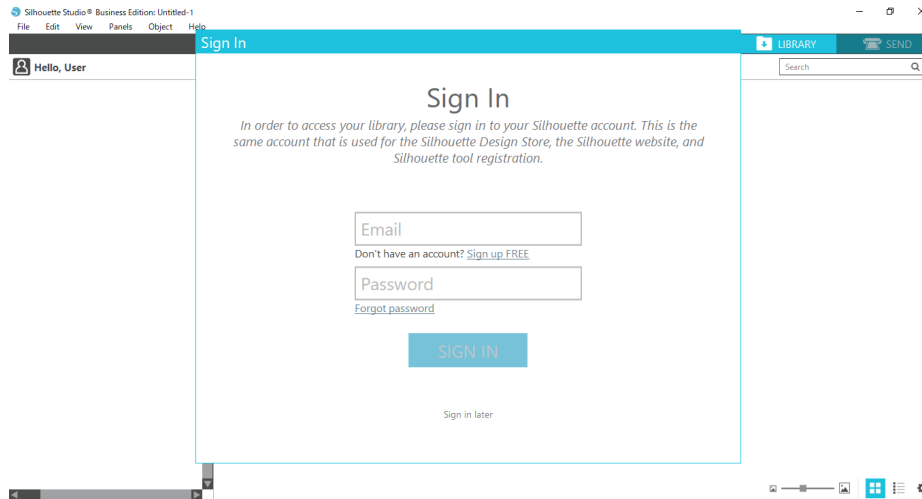 Silhouette Studio® Business Edition: Untitled-1
File Edit View Panels Object Help
Sign In
LIBRARY
SEND
Hello, User
Search
Sign In
In order to access your library, please sign in to your Silhouette account. This is the
same account that is used for the Silhouette Design Store, the Silhouette website, and
Silhouette tool registration.
Email
Don't have an account? Sign up FREE
Password
Forgot password
SIGN IN
Sign in later